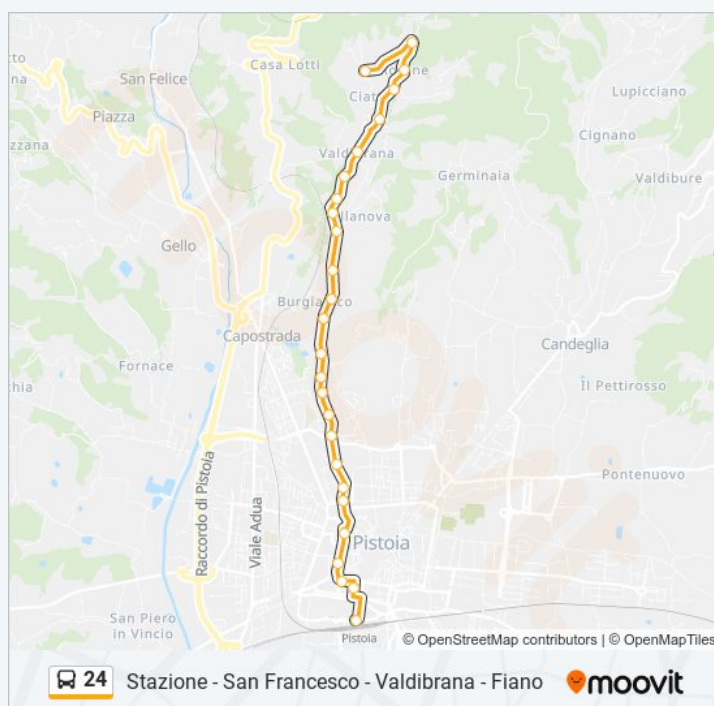 Casa Lotti
San Felice
Lupicciano
Piazza
Cignano
Valdibrana
Germinaia
Valdibure
Gello
Capostrada
Candeglia
Fornace
Il Pettirosso
Raccordo di Pistoia
Viale Adua
Pontenuovo
Pistoia
San Piero
in Vincio
Pistoia
© OpenStreetMap contributors | © OpenMapTiles
24 Stazione - San Francesco - Valdibrana - Fiano
moovit